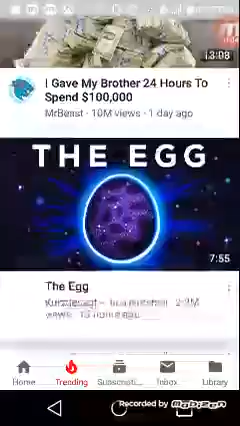 13:08
I Gave My Brother 24 Hours To
Spend $100,000
MrBeast · 10M views · 1 day ago
THE EGG
7:55
The Egg
Home
Trending
Inbox
Library
Recorded by